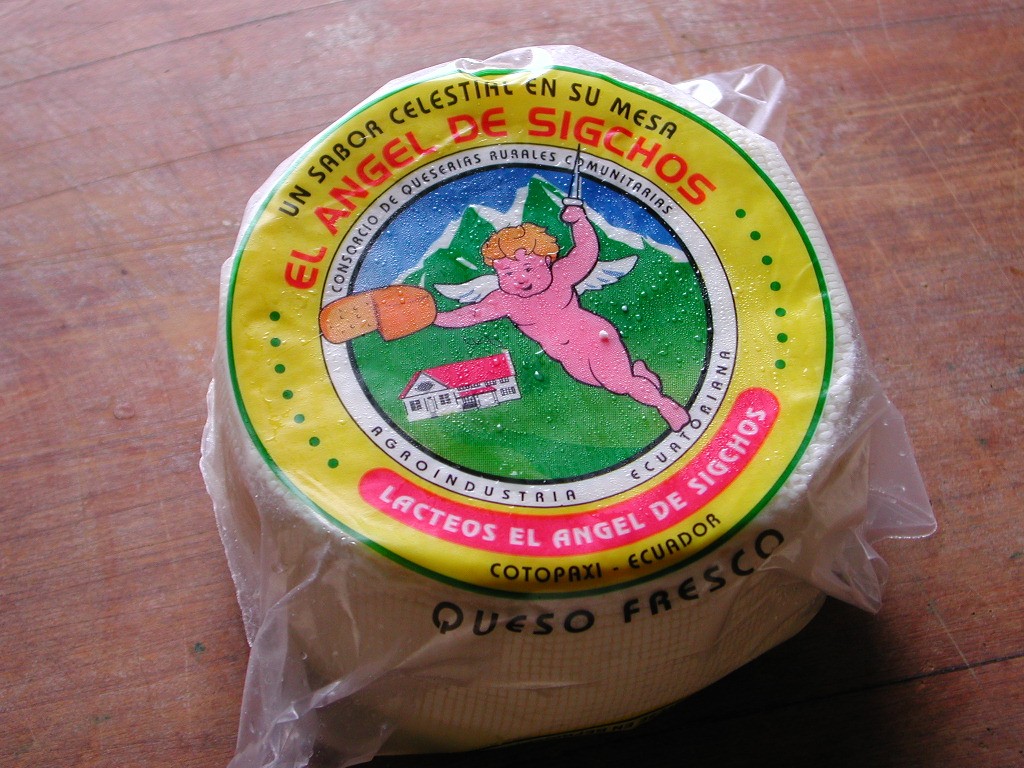 UN SABOR CELESTIAL EN SU MESA
EL ANGEL DE SIGCHOS
CONSORCIO DE QUESERIAS RURALES COMUNITARIAS
AGROINDUSTRIA ECUATORIANA
LACTEOS EL ANGEL DE SIGCHOS
COTOPAXI - ECUADOR
QUESO FRESCO